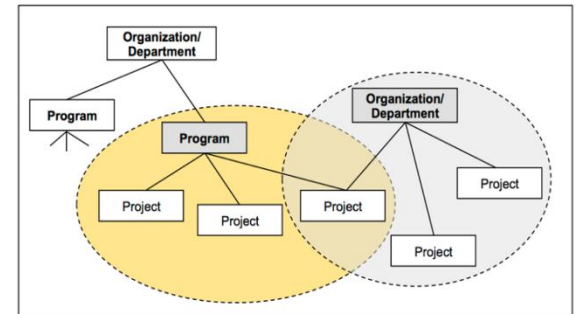 Organization/
Department
Program
Organization/
Department
Program
Project
Project
Project
Project
Project